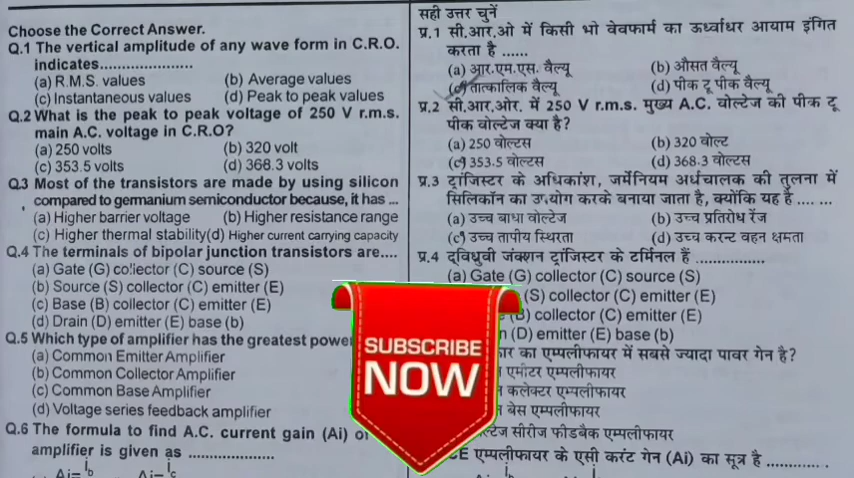 Choose the Correct Answer.
Q.1 The vertical amplitude of any wave form in C.R.O.
indicates.....................
(a) R.M.S. values (b) Average values
(c) Instantaneous values (d) Peak to peak values
Q.2 What is the peak to peak voltage of 250 V r.m.s.
main A.C. voltage in C.R.O?
(a) 250 volts (b) 320 volt
(c) 353.5 volts (d) 368.3 volts
Q.3 Most of the transistors are made by using silicon
compared to germanium semiconductor because, it has ...
(a) Higher barrier voltage (b) Higher resistance range
(c) Higher thermal stability (d) Higher current carrying capacity
Q.4 The terminals of bipolar junction transistors are....
(a) Gate (G) collector (C) source (S)
(b) Source (S) collector (C) emitter (E)
(c) Base (B) collector (C) emitter (E)
(d) Drain (D) emitter (E) base (b)
Q.5 Which type of amplifier has the greatest power
(a) Common Emitter Amplifier
(b) Common Collector Amplifier
(c) Common Base Amplifier
(d) Voltage series feedback amplifier
Q.6 The formula to find A.C. current gain (Ai) of
amplifier is given as ...................
सही उत्तर चुनें
प्र.1 सी.आर.ओ में किसी भी वेवफार्म का ऊर्ध्वाधर आयाम इंगित
करता है ......
(a) आर.एम.एस. वैल्यू (b) औसत वैल्यू
(c) तात्कालिक वैल्यू (d) पीक टू पीक वैल्यू
प्र.2 सी.आर.ओर. में 250 V r.m.s. मुख्य A.C. वोल्टेज की पीक टू
पीक वोल्टेज क्या है?
(a) 250 वोल्टस (b) 320 वोल्ट
(c) 353.5 वोल्टस (d) 368.3 वोल्टस
प्र.3 ट्रांजिस्टर के अधिकांश, जर्मेनियम अर्धचालक की तुलना में
सिलिकॉन का उपयोग करके बनाया जाता है, क्योंकि यह है .... ...
(a) उच्च बाधा वोल्टेज (b) उच्च प्रतिरोध रेंज
(c) उच्च तापीय स्थिरता (d) उच्च करन्ट वहन क्षमता
प्र.4 द्विध्रुवी जंक्शन ट्रांजिस्टर के टर्मिनल हैं ................
(a) Gate (G) collector (C) source (S)
(S) collector (C) emitter (E)
(B) collector (C) emitter (E)
(D) emitter (E) base (b)
का एम्पलीफायर में सबसे ज्यादा पावर गेन है?
एमीटर एम्पलीफायर
कलेक्टर एम्पलीफायर
बेस एम्पलीफायर
सीरीज फीडबैक एम्पलीफायर
CE एम्पलीफायर के एसी करंट गेन (Ai) का सूत्र है .............
SUBSCRIBE
NOW